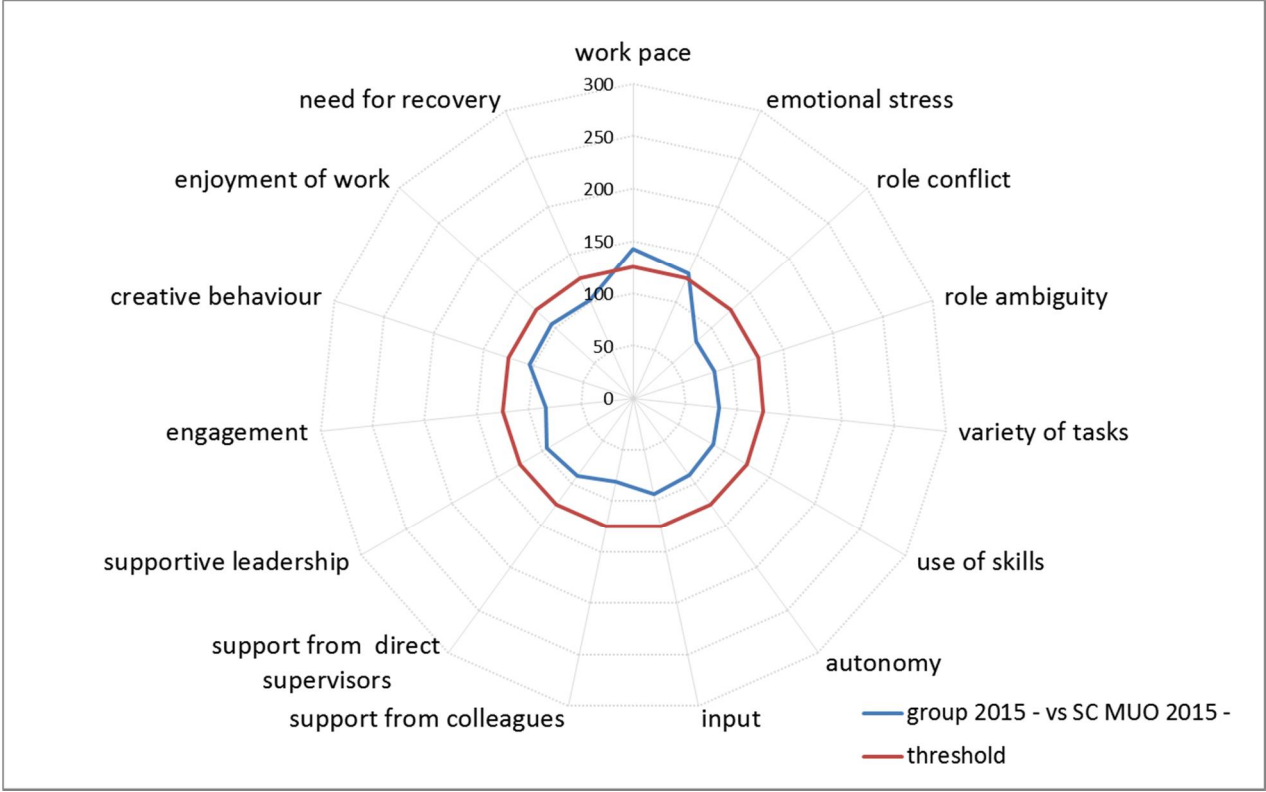 work pace
300
need for recovery
emotional stress
250
enjoyment of work
role conflict
200
150
creative behaviour
100
role ambiguity
50
0
engagement
variety of tasks
supportive leadership
use of skills
support from  direct
supervisors
autonomy
support from colleagues
input
group 2015 - vs SC MUO 2015 -
threshold